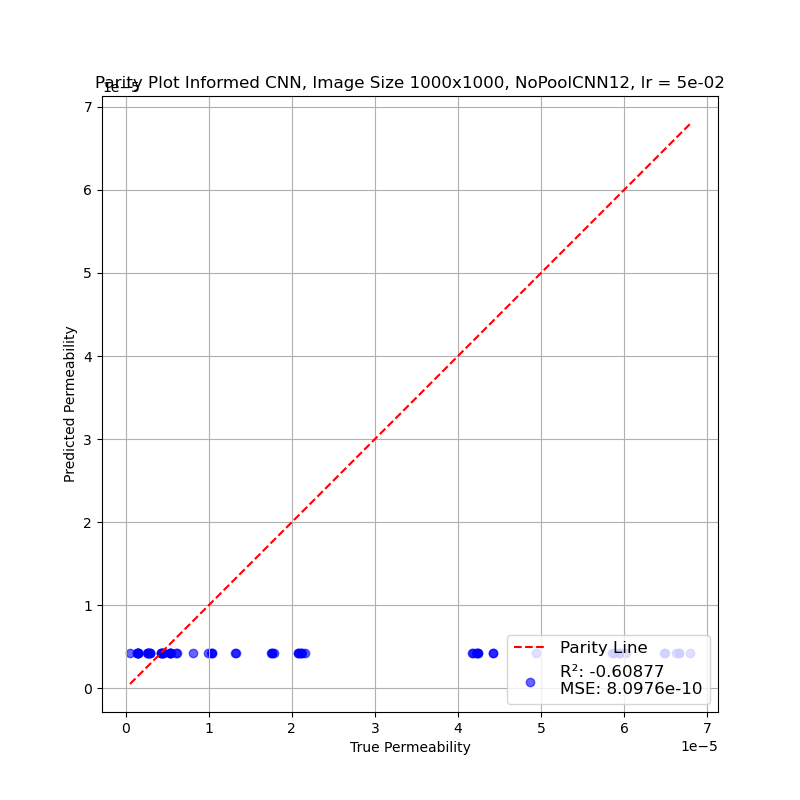 Parity Plot Informed CNN, Image Size 1000x1000, NoPoolCNN12, lr = 5e-02
1e−5
7
6
5
4
3
2
1
0
Predicted Permeability
Parity Line
R²: -0.60877
MSE: 8.0976e-10
0 1 2 3 4 5 6 7
True Permeability
1e−5